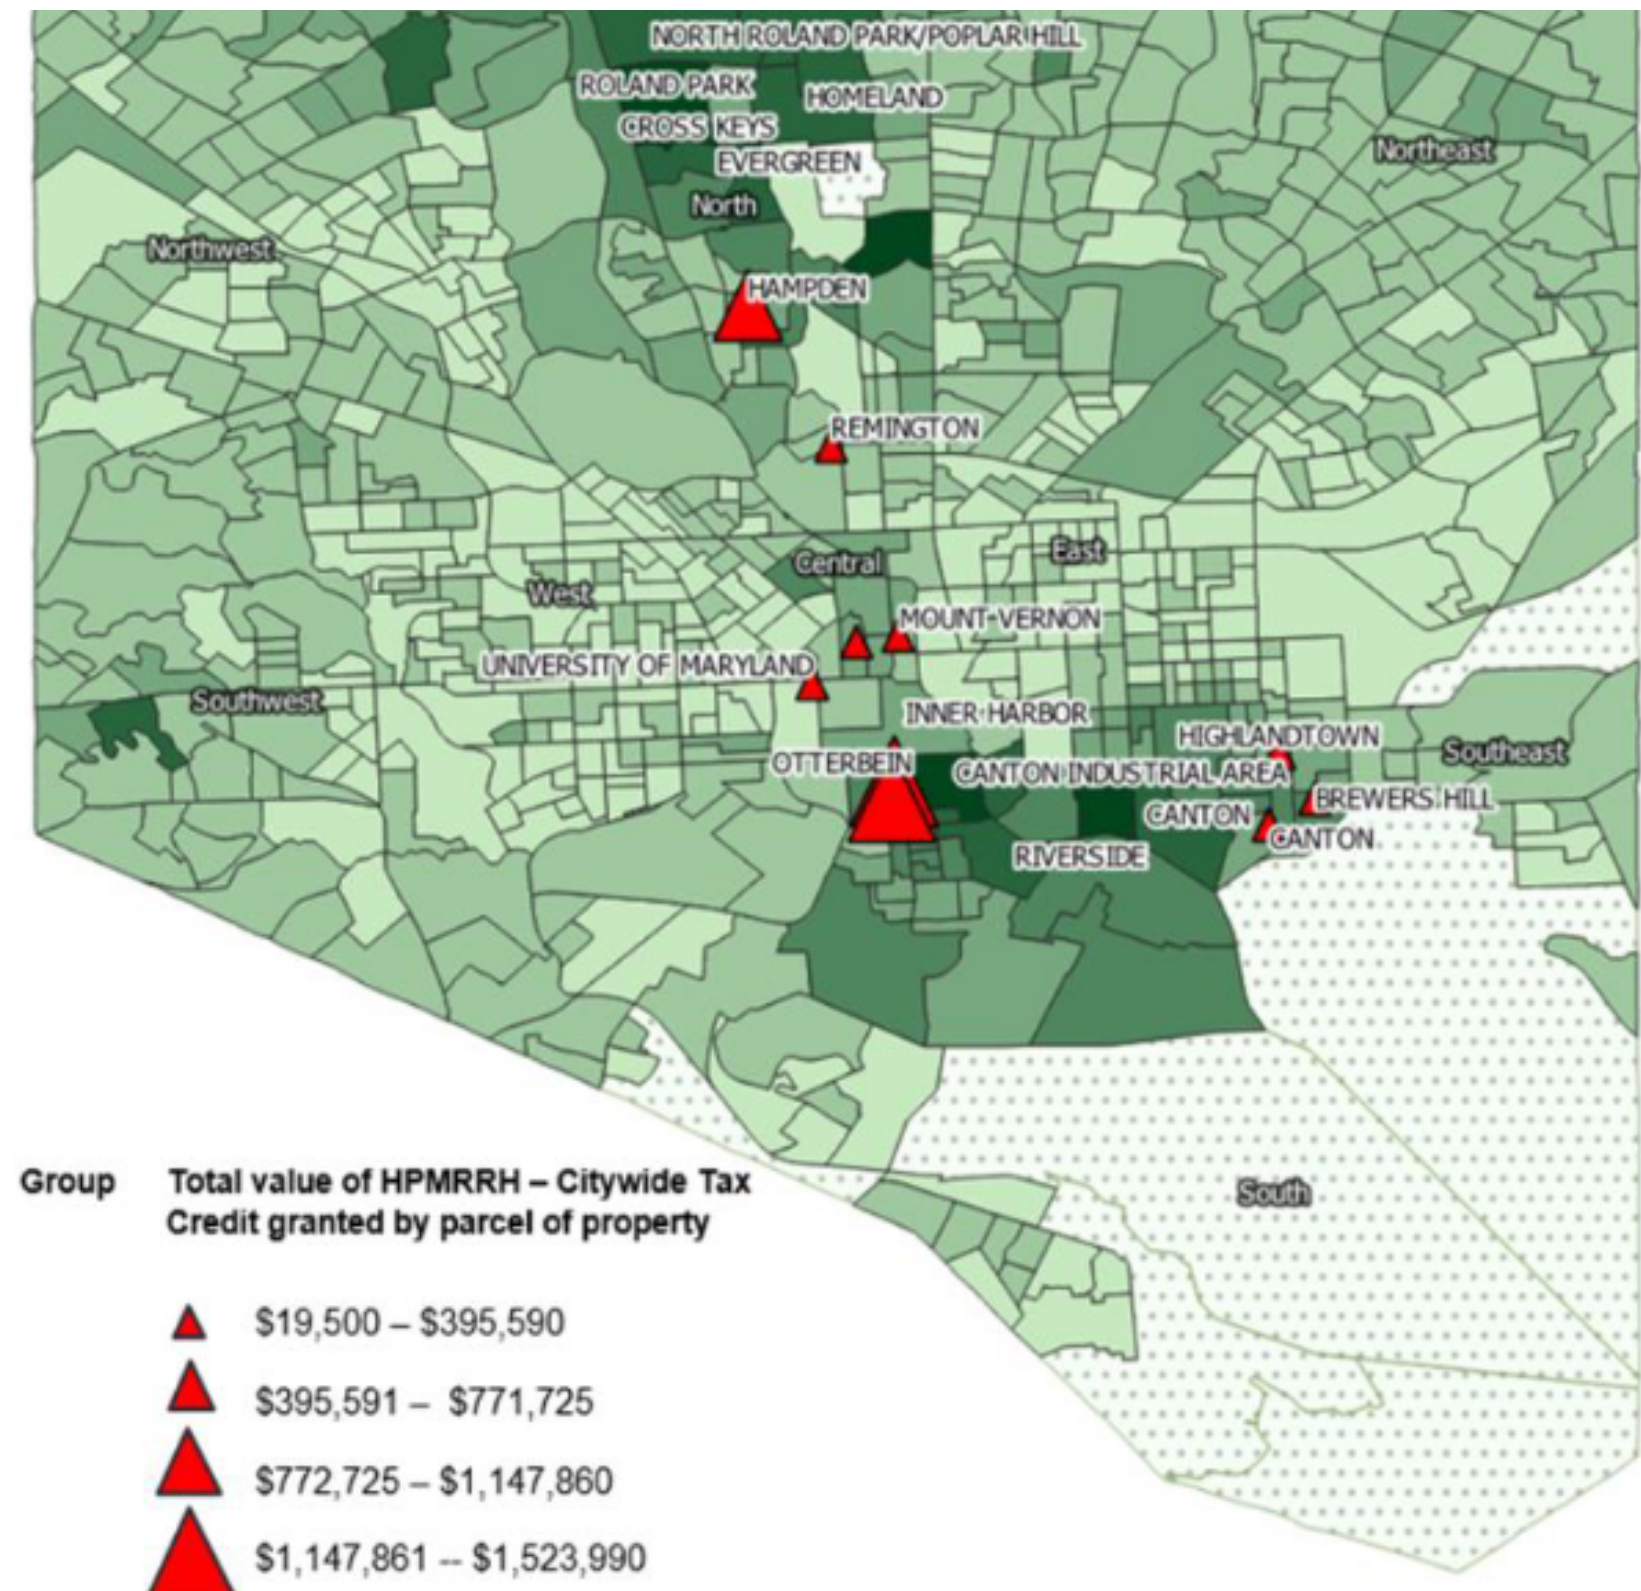 NORTH ROLAND PARK/POPLAR HILL
ROLAND PARK
HOMELAND
CROSS KEYS
Northeast
EVERGREEN
North
Northwest
HAMPDEN
REMINGTON
Central
East
West
MOUNT VERNON
UNIVERSITY OF MARYLAND
Southwest
INNER HARBOR
HIGHLANDTOWN
Southeast
OTTERBEIN
CANTON INDUSTRIAL AREA
BREWERS HILL
CANTON
CANTON
RIVERSIDE
South
Group Total value of HPMRRH – Citywide Tax
Credit granted by parcel of property
$19,500 – $395,590
$395,591 – $771,725
$772,725 – $1,147,860
$1,147,861 -- $1,523,990